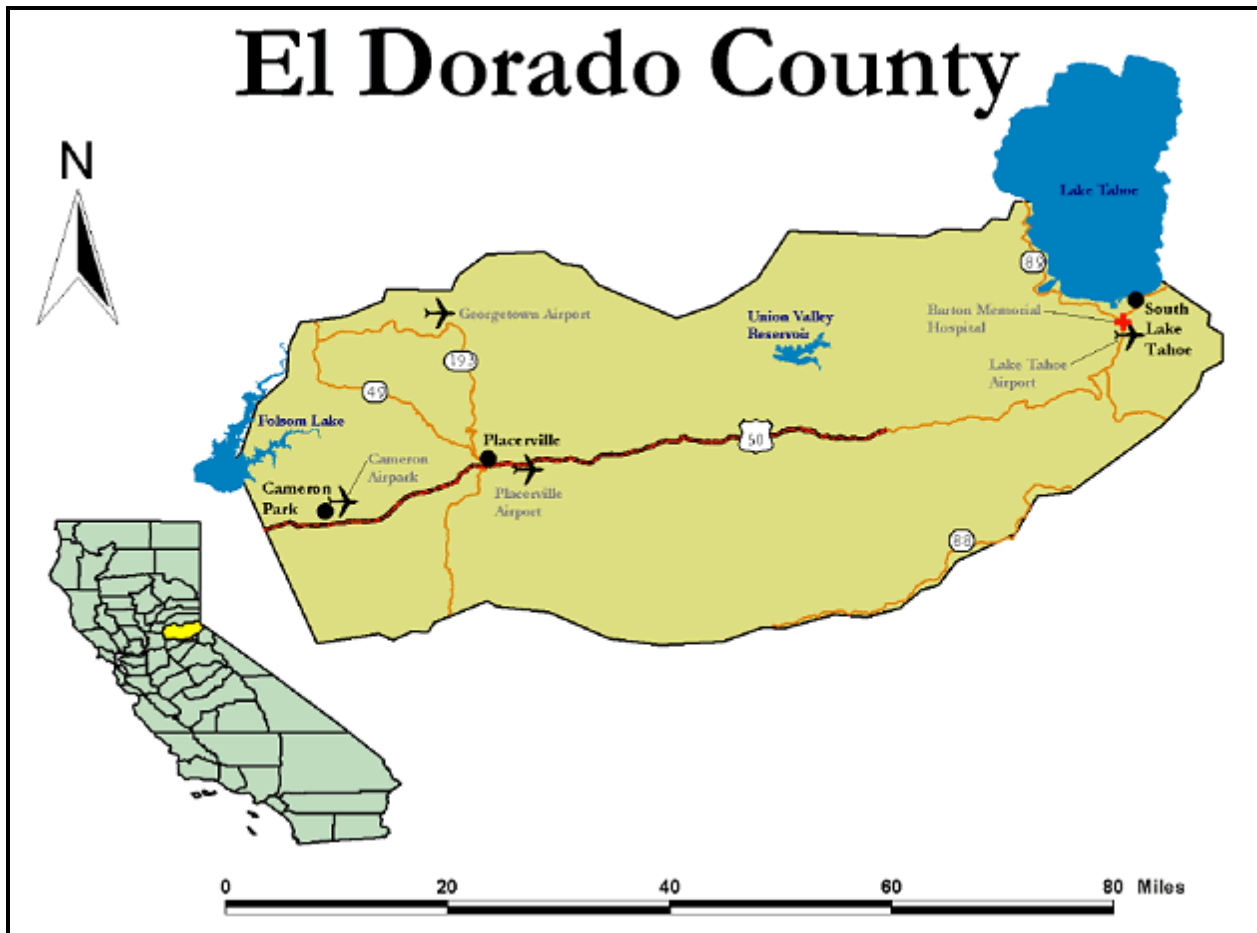 El Dorado County
N
Lake Tahoe
89
Georgetown Airport
Barton Memorial
Hospital
South
Lake
Tahoe
Union Valley
Reservoir
Lake Tahoe
Airport
193
49
Folsom Lake
Placerville
50
Cameron
Airpark
Cameron
Park
Placerville
Airport
88
0 20 40 60 80 Miles